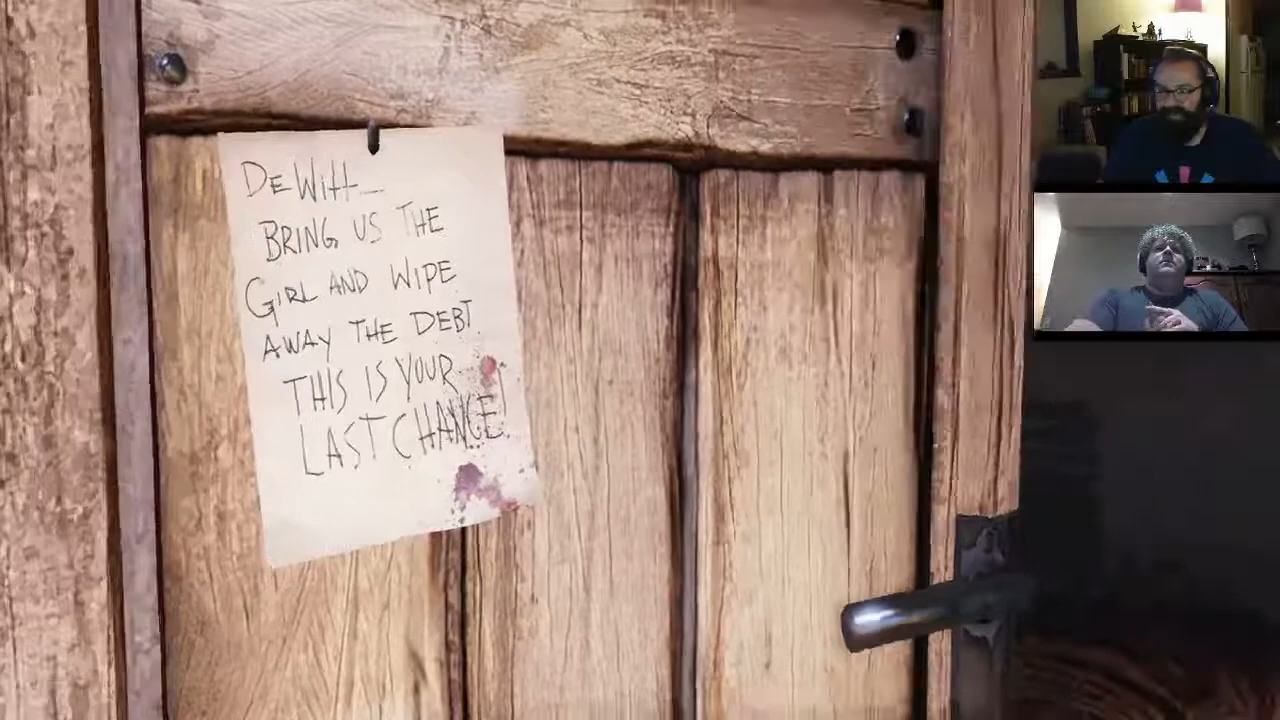 DEWITT—
BRING US THE
GIRL AND WIPE
AWAY THE DEBT.
THIS IS YOUR
LAST CHANCE!